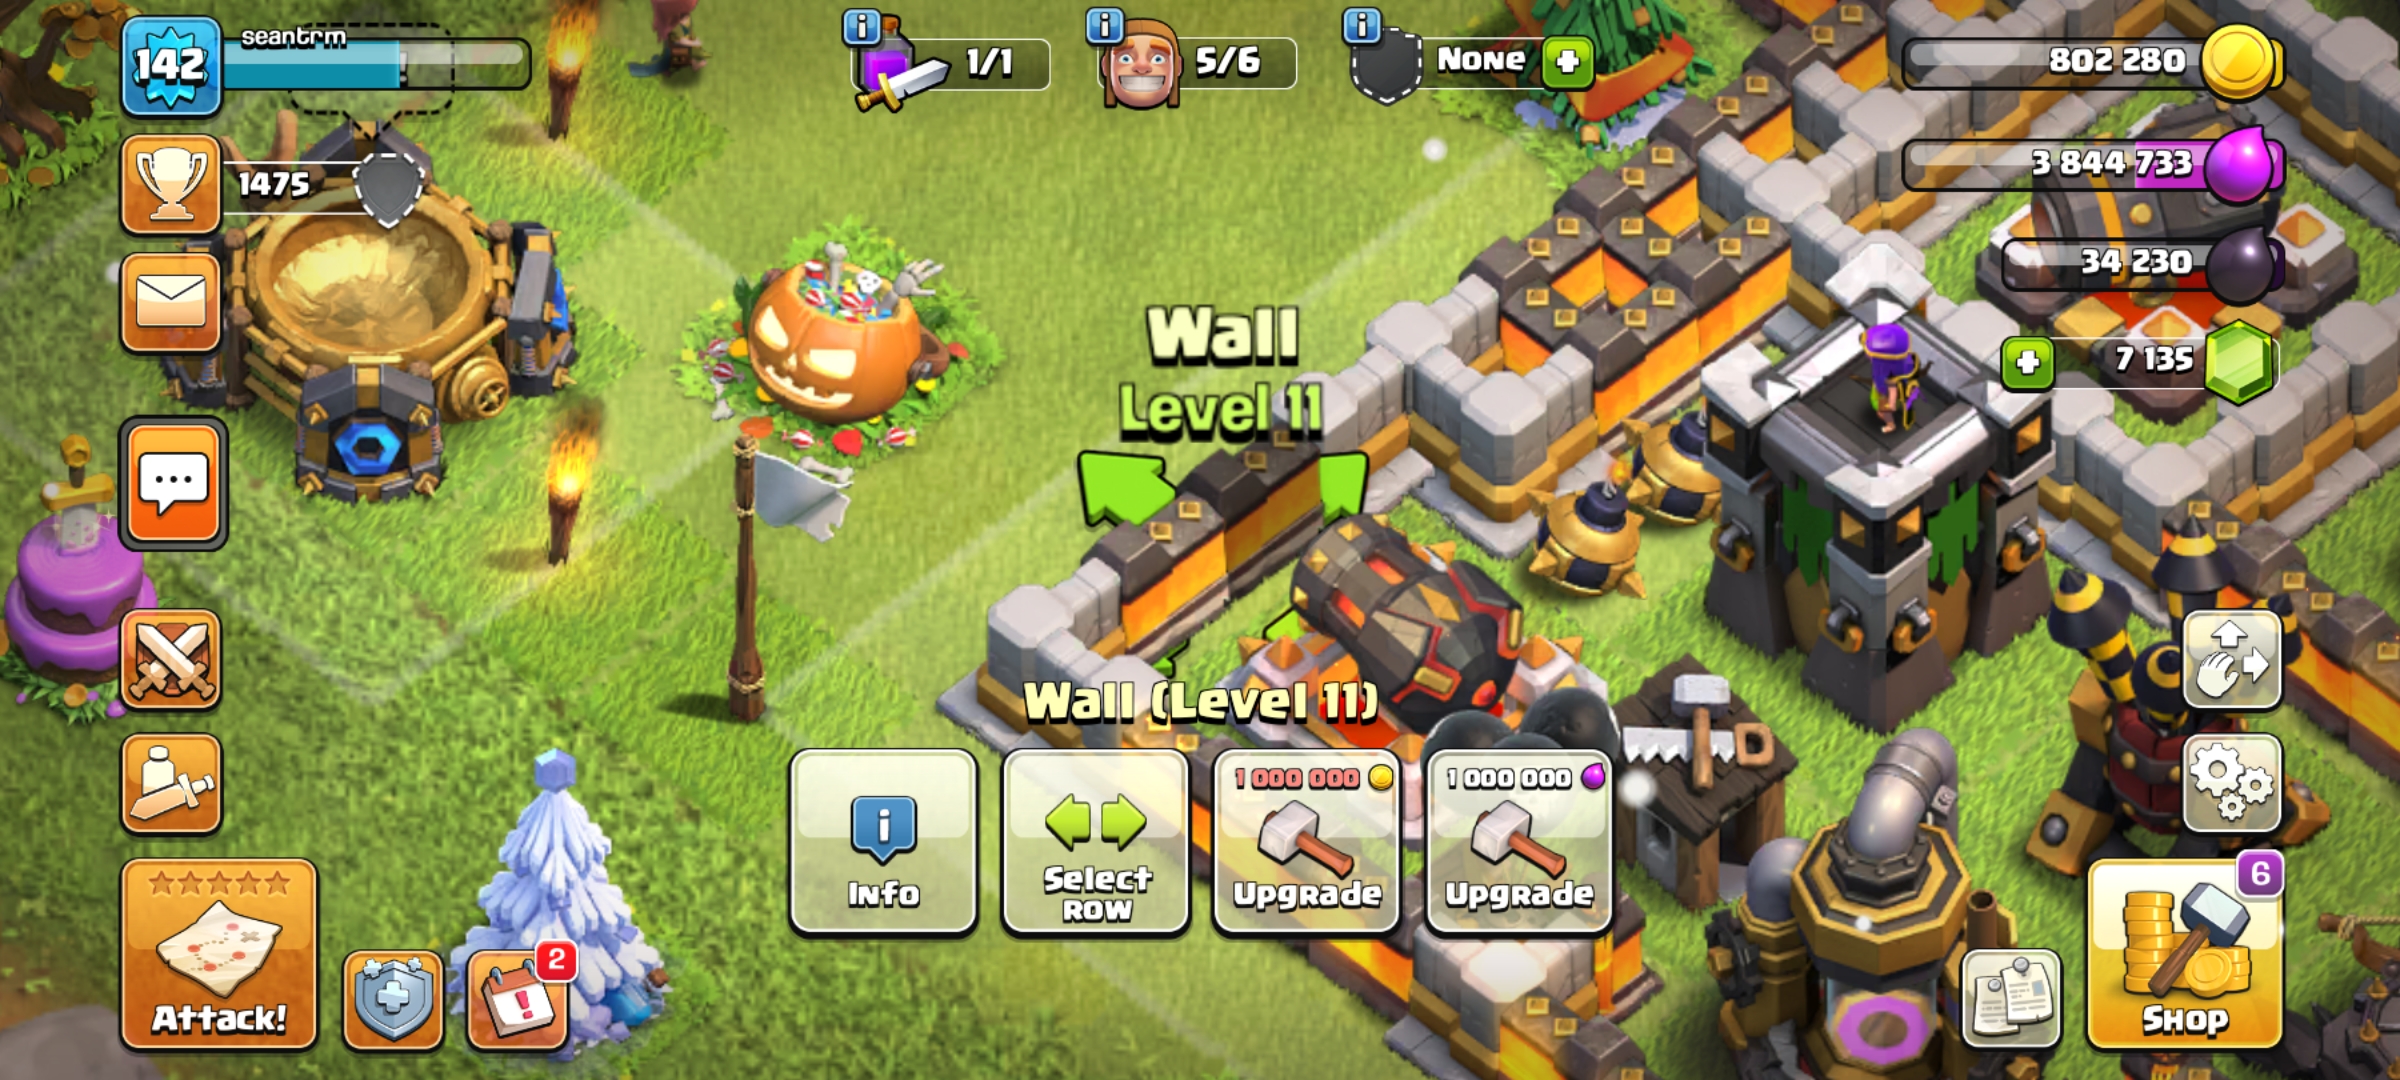 142
seantrm
1/1
5/6
None
802 280
1475
3 844 733
34 230
7 135
Wall
Level 11
Wall (Level 11)
Info
Select
Row
1 000 000
Upgrade
1 000 000
Upgrade
Attack!
2
6
Shop